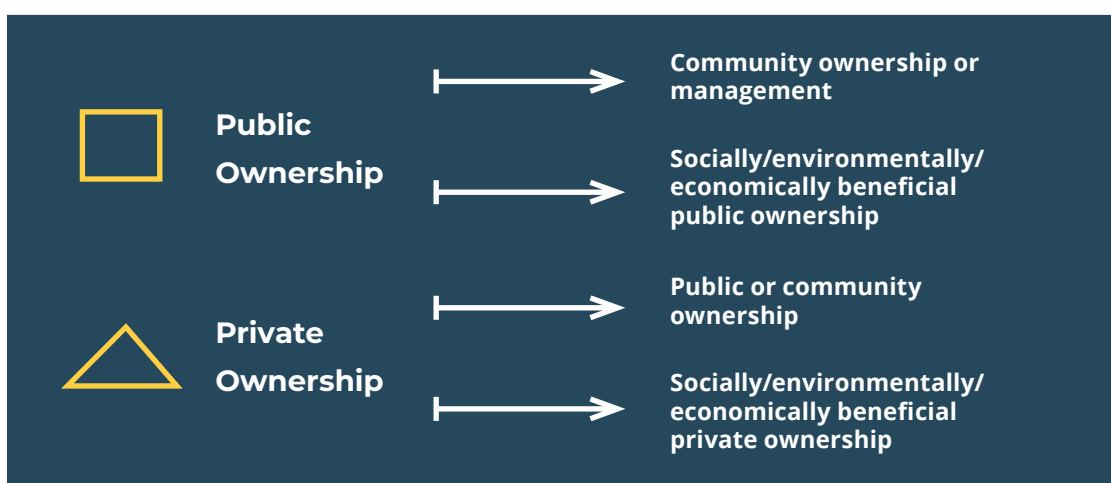 Public
Ownership
Community ownership or
management
Socially/environmentally/
economically beneficial
public ownership
Private
Ownership
Public or community
ownership
Socially/environmentally/
economically beneficial
private ownership